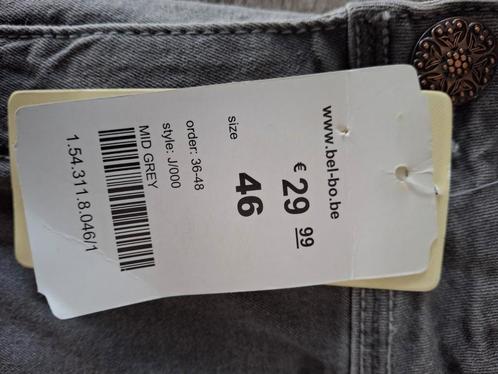 www.bel-bo.be
€ 29 99
size 46
order: 36-48
style: J/000
MID GREY
1.54.311.8.046/1